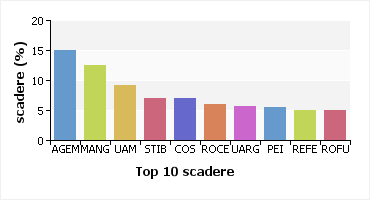 20
15
10
5
0
scadere (%)
AGEM MANG UAM STIB COS ROCE UARG PEI REFE ROFU
Top 10 scadere